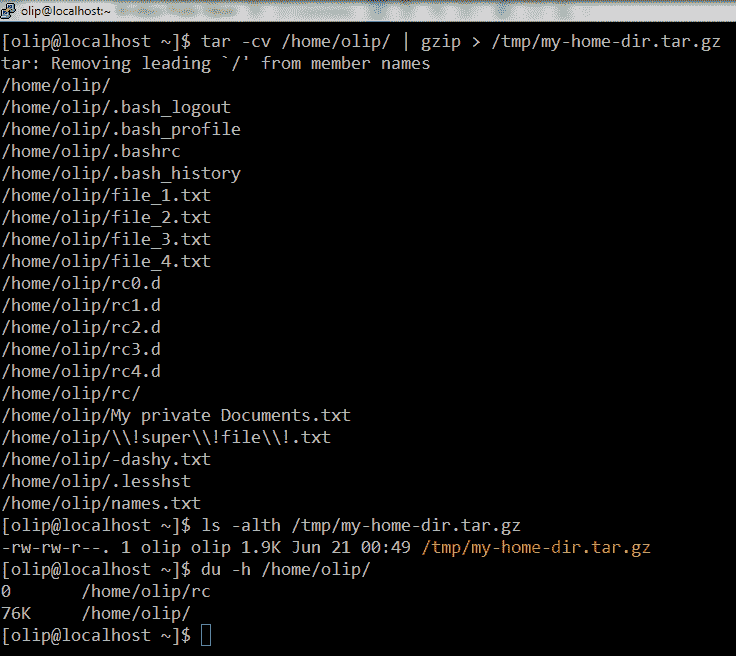 olip@localhost:~
[olip@localhost ~]$ tar -cv /home/olip/ | gzip > /tmp/my-home-dir.tar.gz
tar: Removing leading `/' from member names
/home/olip/
/home/olip/.bash_logout
/home/olip/.bash_profile
/home/olip/.bashrc
/home/olip/.bash_history
/home/olip/file_1.txt
/home/olip/file_2.txt
/home/olip/file_3.txt
/home/olip/file_4.txt
/home/olip/rc0.d
/home/olip/rc1.d
/home/olip/rc2.d
/home/olip/rc3.d
/home/olip/rc4.d
/home/olip/rc/
/home/olip/My private Documents.txt
/home/olip/\\!super\\!file\\!.txt
/home/olip/-dashy.txt
/home/olip/.lesshst
/home/olip/names.txt
[olip@localhost ~]$ ls -alth /tmp/my-home-dir.tar.gz
-rw-rw-r--. 1 olip olip 1.9K Jun 21 00:49 /tmp/my-home-dir.tar.gz
[olip@localhost ~]$ du -h /home/olip/
0       /home/olip/rc
76K     /home/olip/
[olip@localhost ~]$